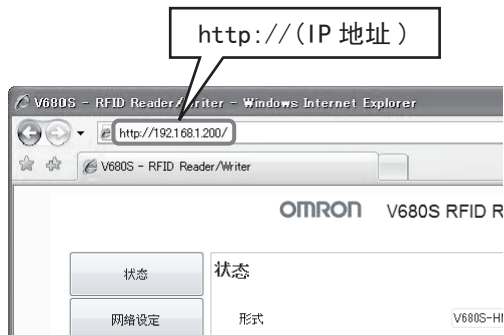 http://(IP 地址)
V680S - RFID Reader/Writer - Windows Internet Explorer
http://192.168.1.200/
V680S - RFID Reader/Writer
OMRON V680S RFID R
状态 状态
网络设定 形式 V680S-H